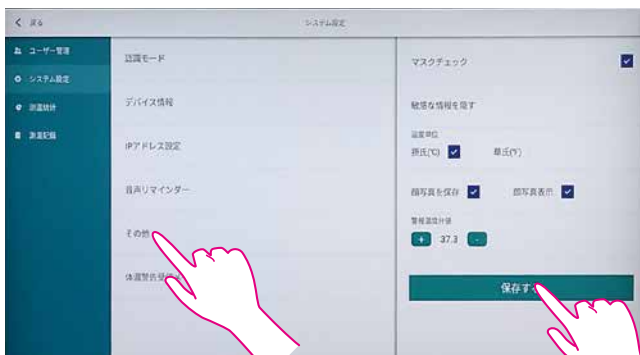 戻る
システム設定
ユーザー管理
システム設定
測温統計
測温記録
認識モード
デバイス情報
IPアドレス設定
音声リマインダー
その他
体温警告
マスクチェック
敏感な情報を隠す
温度単位
摂氏(℃) 華氏(℉)
顔写真を保存 顔写真表示
警報温度分値
+ 37.3 -
保存す